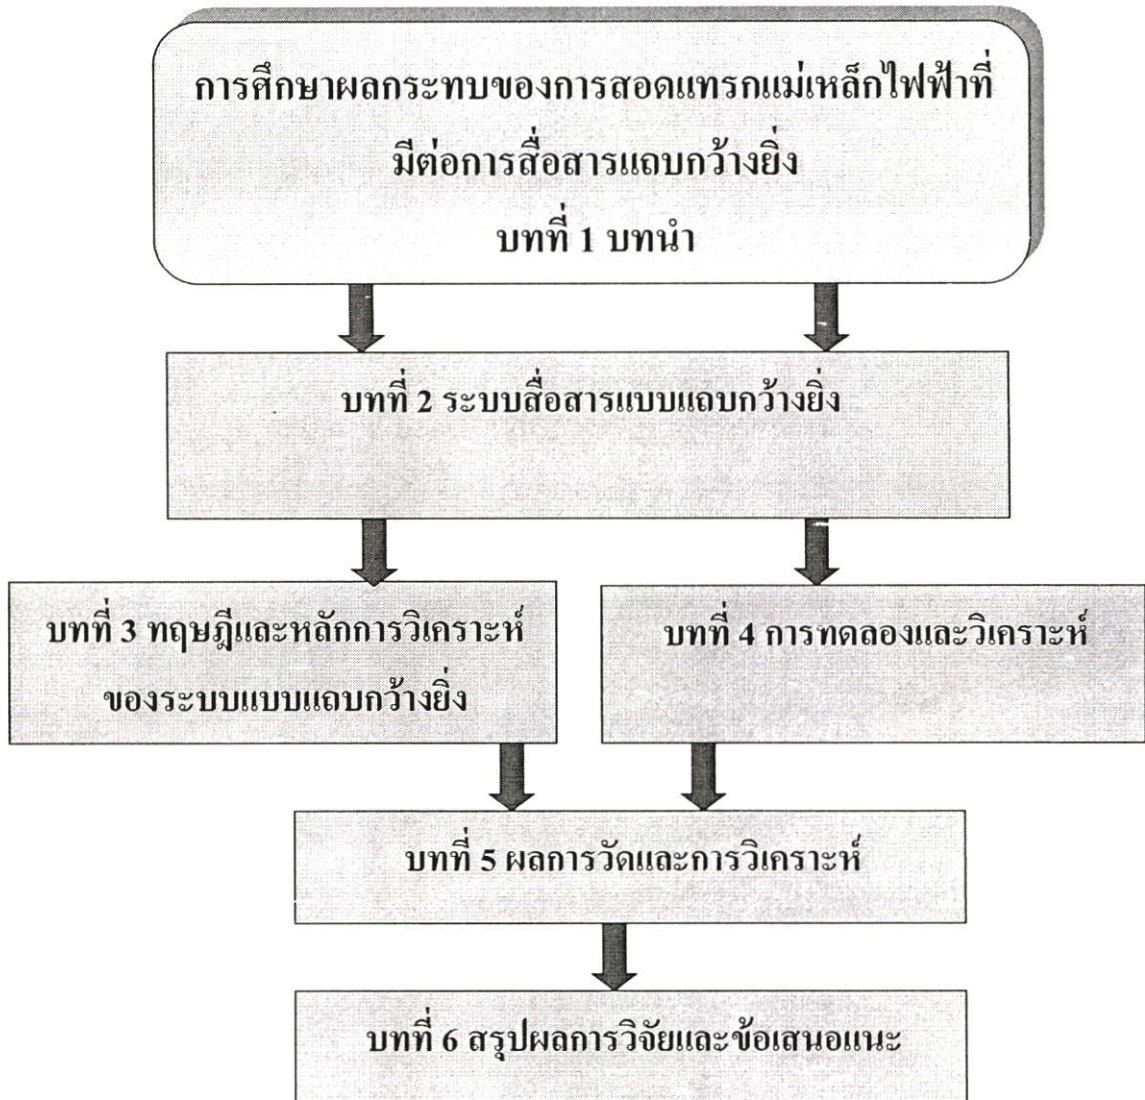 การศึกษาผลกระทบของการสอดแทรกแม่เหล็กไฟฟ้าที่
มีต่อการสื่อสารแถบกว้างยิ่ง
บทที่ 1 บทนำ
บทที่ 2 ระบบสื่อสารแบบแถบกว้างยิ่ง
บทที่ 3 ทฤษฎีและหลักการวิเคราะห์
ของระบบแบบแถบกว้างยิ่ง
บทที่ 4 การทดลองและวิเคราะห์
บทที่ 5 ผลการวัดและการวิเคราะห์
บทที่ 6 สรุปผลการวิจัยและข้อเสนอแนะ